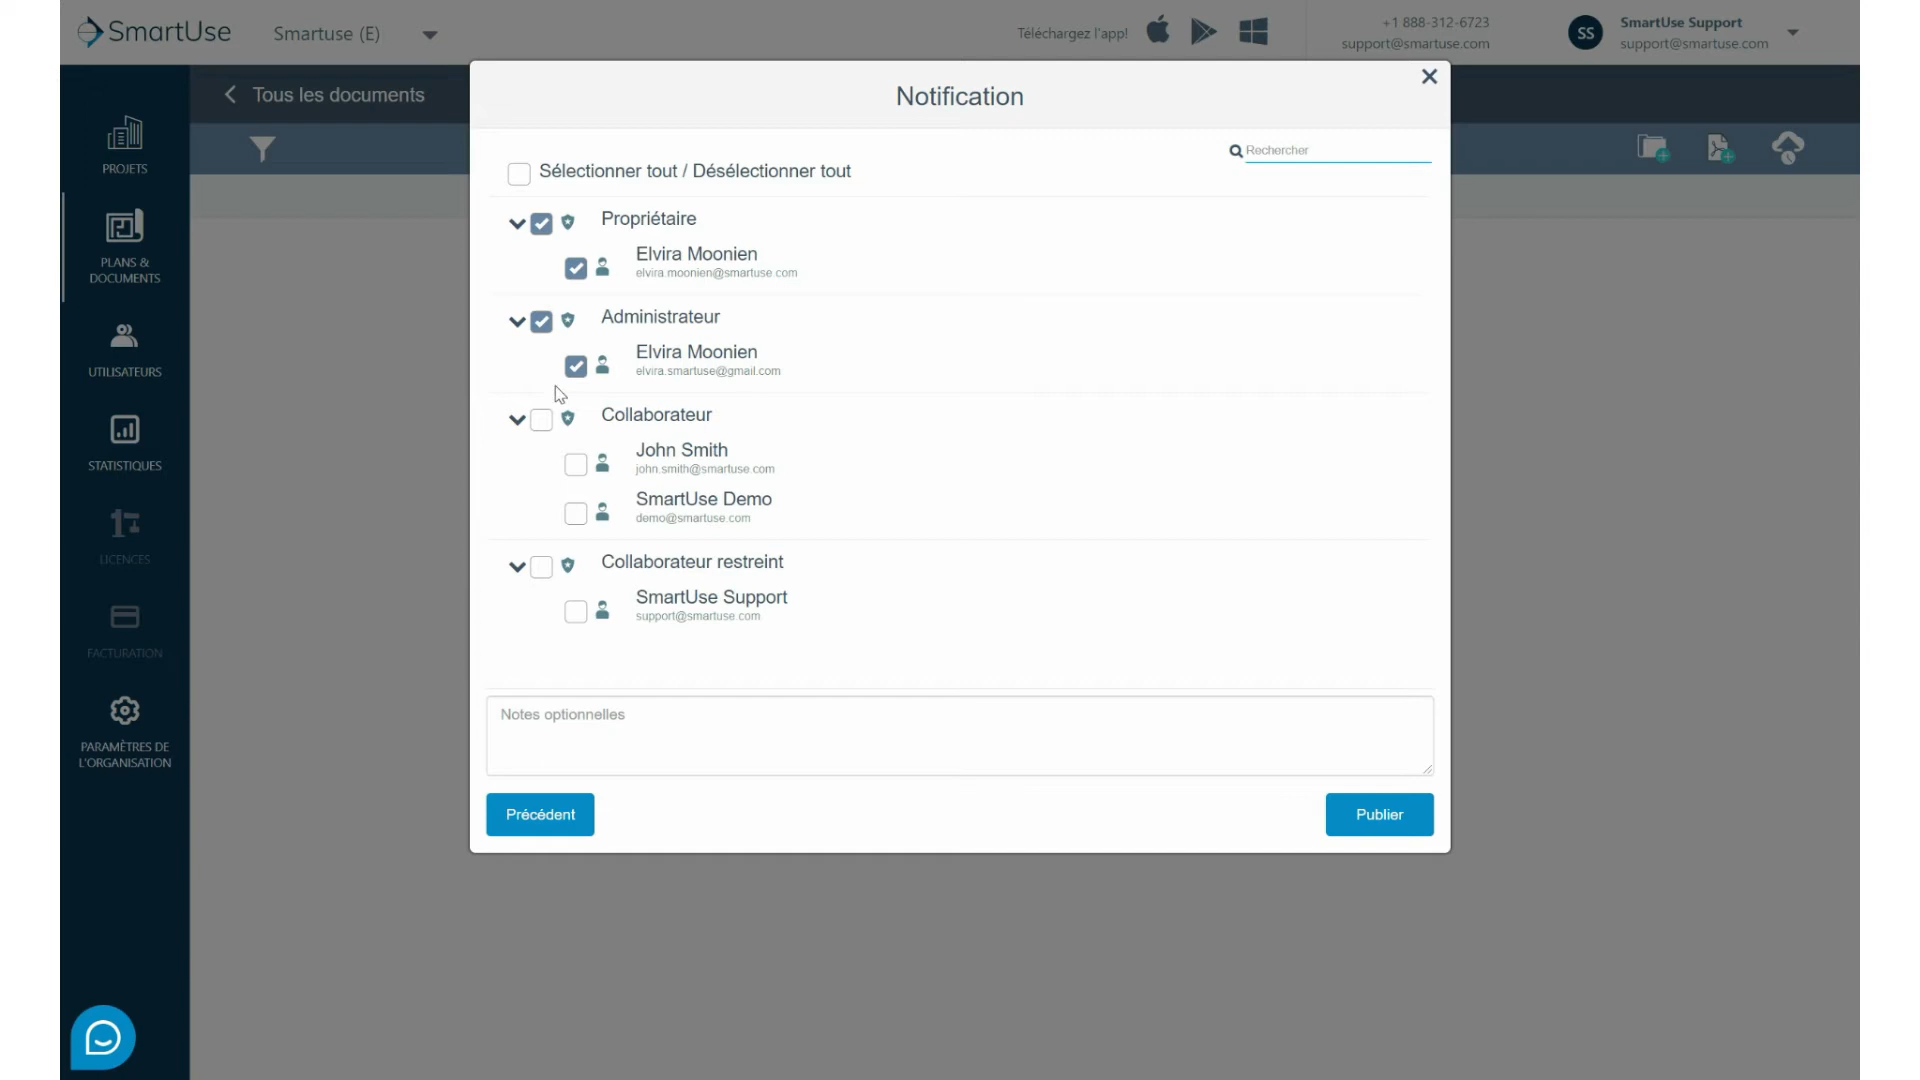 SmartUse
Smartuse (E)
Téléchargez l'app!
+1 888-312-6723
support@smartuse.com
SS
SmartUse Support
support@smartuse.com
Tous les documents
PROJETS
PLANS &
DOCUMENTS
UTILISATEURS
STATISTIQUES
LICENCES
FACTURATION
PARAMÈTRES DE
L'ORGANISATION
Notification
Rechercher
Sélectionner tout / Désélectionner tout
Propriétaire
Elvira Moonien
elvira.moonien@smartuse.com
Administrateur
Elvira Moonien
elvira.smartuse@gmail.com
Collaborateur
John Smith
john.smith@smartuse.com
SmartUse Demo
demo@smartuse.com
Collaborateur restreint
SmartUse Support
support@smartuse.com
Notes optionnelles
Précédent
Publier